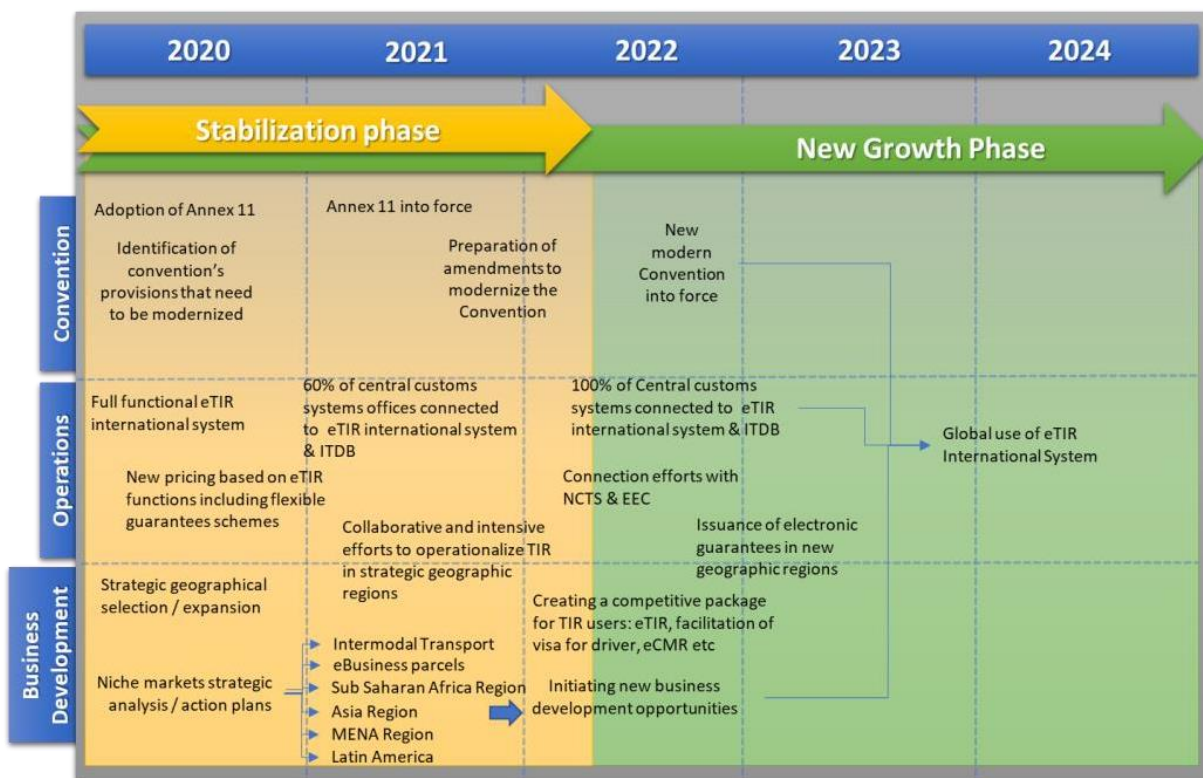 2020
2021
2022
2023
2024
Stabilization phase
New Growth Phase
Convention
Adoption of Annex 11
Identification of
convention's
provisions that need
to be modernized
Annex 11 into force
Preparation of
amendments to
modernize the
Convention
New
modern
Convention
into force
Operations
Full functional eTIR
international system
New pricing based on eTIR
functions including flexible
guarantees schemes
60% of central customs
systems offices connected
to eTIR international system
& ITDB
Collaborative and intensive
efforts to operationalize TIR
in strategic geographic
regions
100% of Central customs
systems connected to eTIR
international system & ITDB
Connection efforts with
NCTS & EEC
Issuance of electronic
guarantees in new
geographic regions
Global use of eTIR
International System
Business
Development
Strategic geographical
selection / expansion
Niche markets strategic
analysis / action plans
Intermodal Transport
eBusiness parcels
Sub Saharan Africa Region
Asia Region
MENA Region
Latin America
Creating a competitive package
for TIR users: eTIR, facilitation of
visa for driver, eCMR etc
Initiating new business
development opportunities